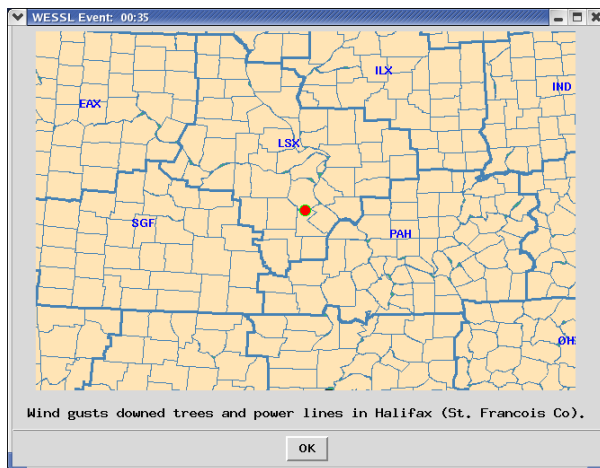 WESSL Event: 00:35
ILX
IND
EAX
LSX
SGF
PAH
Wind gusts downed trees and power lines in Halifax (St. Francois Co).
OK